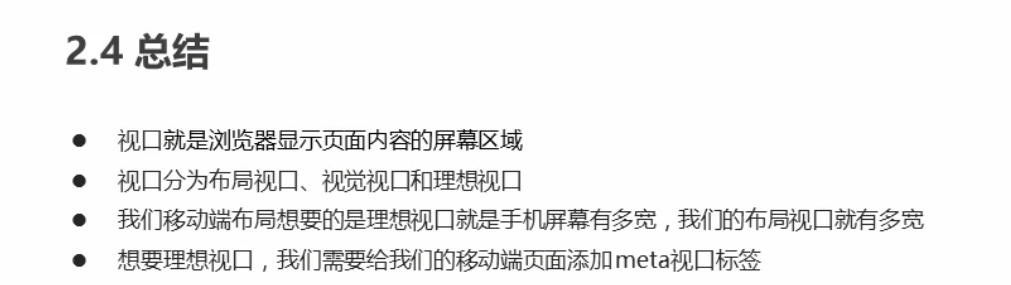 2.4 总结
● 视口就是浏览器显示页面内容的屏幕区域
● 视口分为布局视口、视觉视口和理想视口
● 我们移动端布局想要的是理想视口就是手机屏幕有多宽，我们的布局视口就有多宽
● 想要理想视口，我们需要给我们的移动端页面添加meta视口标签